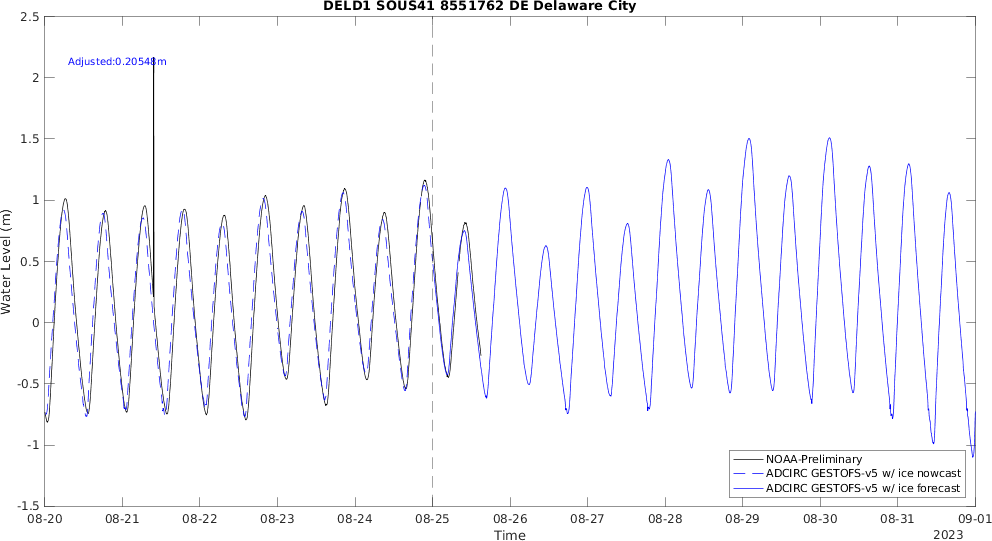 DELD1 SOUS41 8551762 DE Delaware City
Adjusted:0.20548m
Water Level (m)
2.5
2
1.5
1
0.5
0
-0.5
-1
-1.5
NOAA-Preliminary
ADCIRC GESTOFS-v5 w/ ice nowcast
ADCIRC GESTOFS-v5 w/ ice forecast
08-20 08-21 08-22 08-23 08-24 08-25 08-26 08-27 08-28 08-29 08-30 08-31 09-01
Time
2023